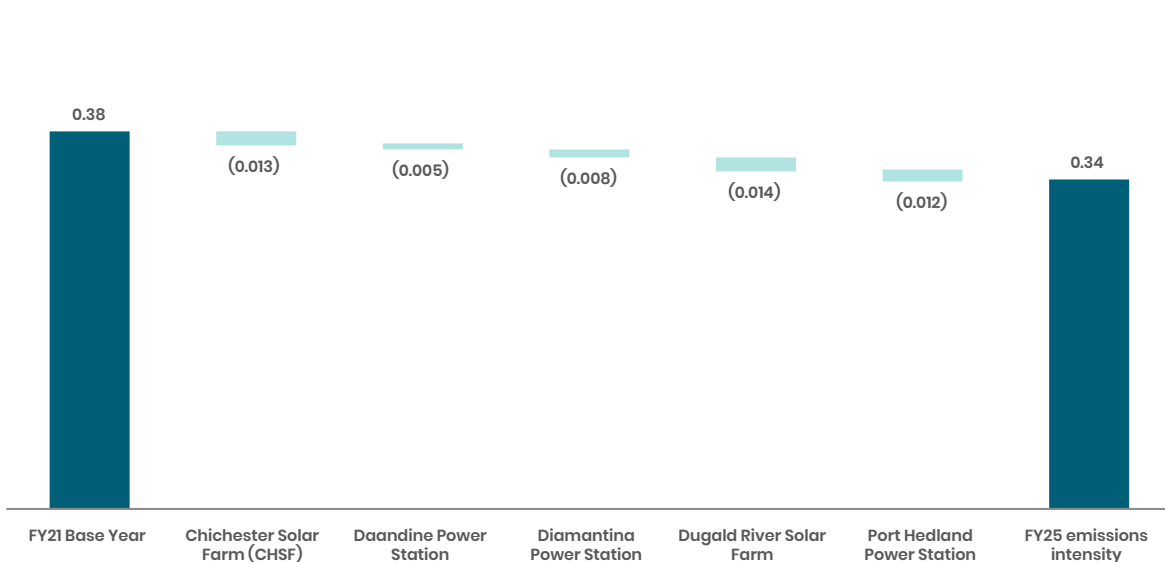 0.38
(0.013)
(0.005)
(0.008)
(0.014)
(0.012)
0.34
FY21 Base Year
Chichester Solar
Farm (CHSF)
Daandine Power
Station
Diamantina
Power Station
Dugald River Solar
Farm
Port Hedland
Power Station
FY25 emissions
intensity